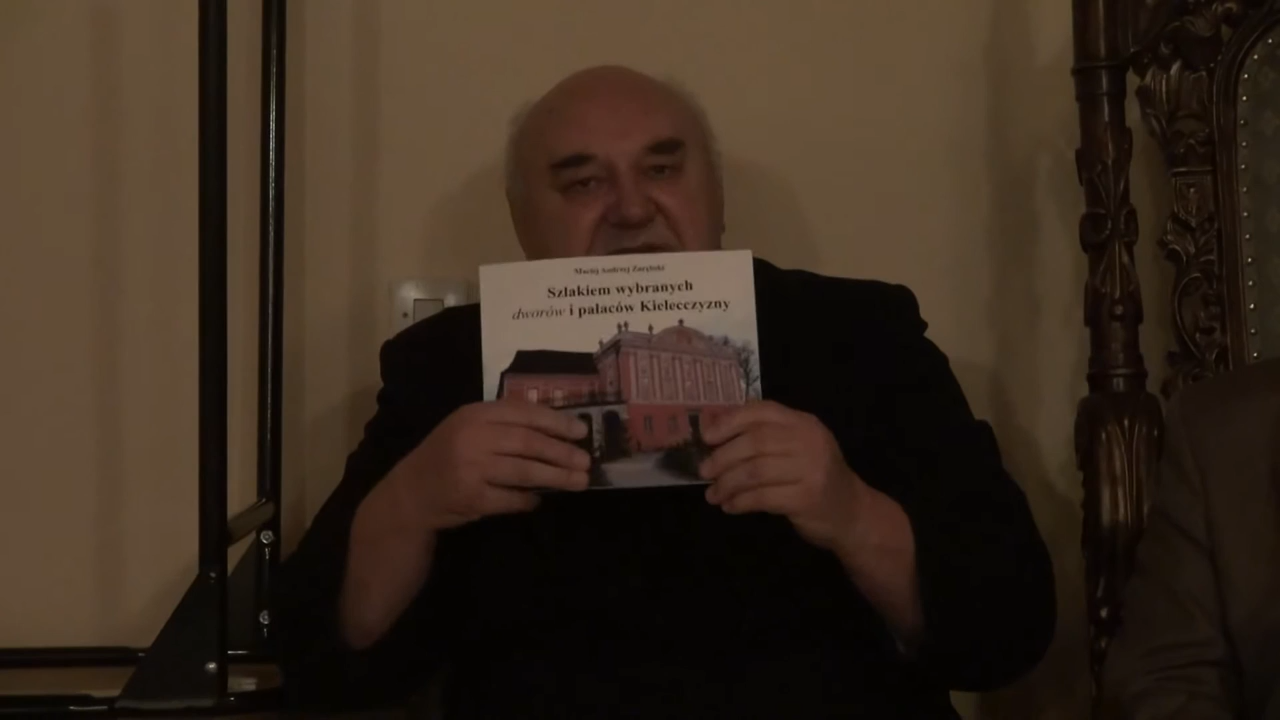 Maciej Andrzej Zarębski
Szlakiem wybranych
dworów i pałaców Kielecczyzny